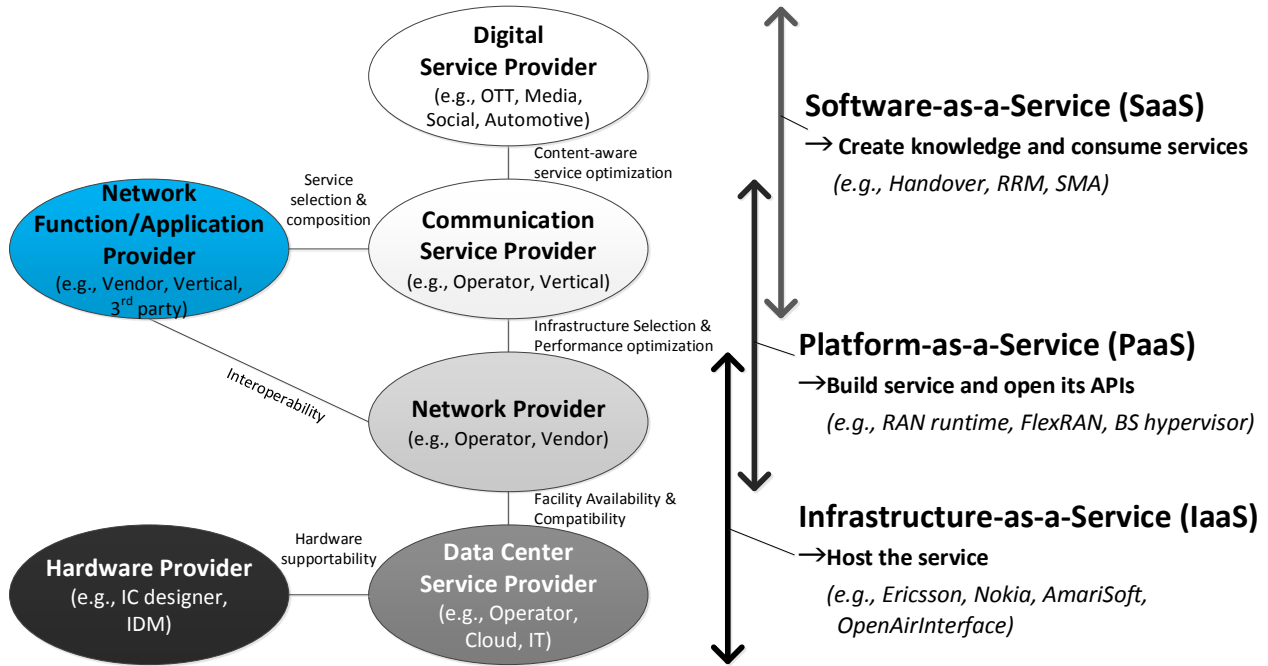 Digital
Service Provider
(e.g., OTT, Media,
Social, Automotive)
Content-aware
service optimization
Service
selection &
composition
Network
Function/Application
Provider
(e.g., Vendor, Vertical,
3rd party)
Communication
Service Provider
(e.g., Operator, Vertical)
Infrastructure Selection &
Performance optimization
Interoperability
Network Provider
(e.g., Operator, Vendor)
Facility Availability &
Compatibility
Hardware
supportability
Hardware Provider
(e.g., IC designer,
IDM)
Data Center
Service Provider
(e.g., Operator,
Cloud, IT)
Software-as-a-Service (SaaS)
→ Create knowledge and consume services
(e.g., Handover, RRM, SMA)
Platform-as-a-Service (PaaS)
→Build service and open its APIs
(e.g., RAN runtime, FlexRAN, BS hypervisor)
Infrastructure-as-a-Service (IaaS)
→Host the service
(e.g., Ericsson, Nokia, AmariSoft,
OpenAirInterface)